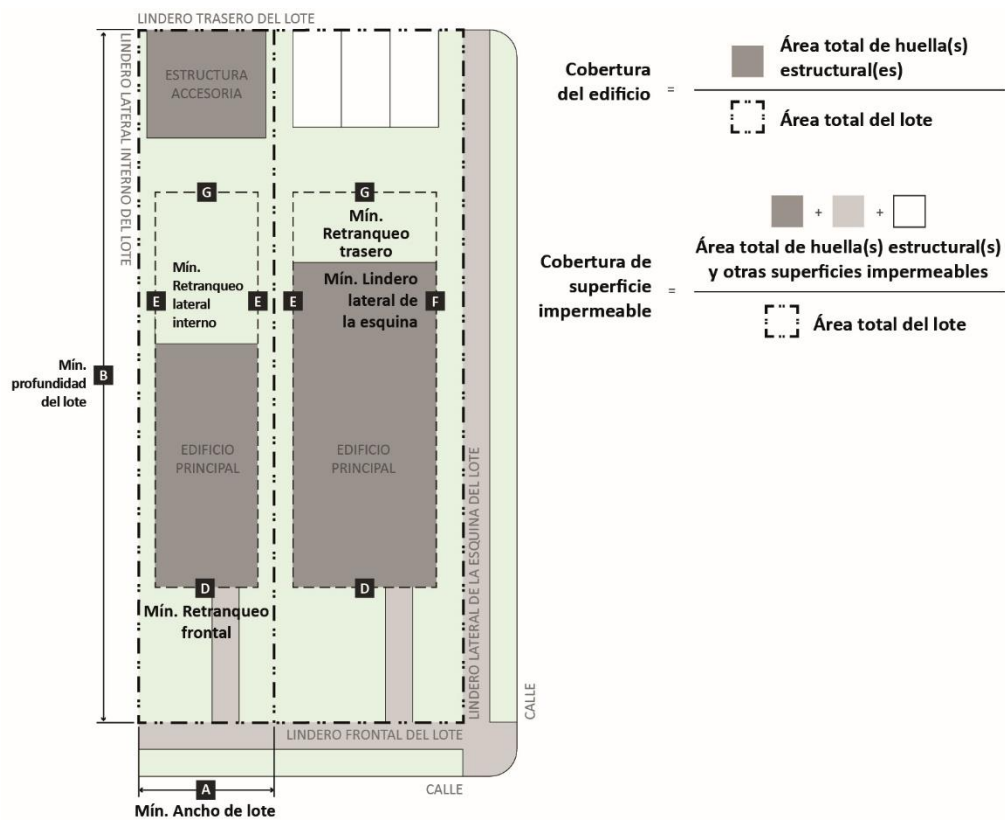 LINDERO TRASERO DEL LOTE
LINDERO LATERAL INTERNO DEL LOTE
ESTRUCTURA
ACCESORIA
G
G
Mín.
Retranqueo
trasero
Mín.
Retranqueo
lateral
interno
E
E
E
F
Mín. Lindero
lateral de
la esquina
Mín.
profundidad
del lote
B
EDIFICIO
PRINCIPAL
EDIFICIO
PRINCIPAL
D
D
Mín. Retranqueo
frontal
LINDERO LATERAL DE LA ESQUINA DEL LOTE
CALLE
LINDERO FRONTAL DEL LOTE
CALLE
A
Mín. Ancho de lote
Cobertura
del edificio
=
Área total de huella(s)
estructural(es)
Área total del lote
Cobertura de
superficie
impermeable
=
+ +
Área total de huella(s) estructural(s)
y otras superficies impermeables
Área total del lote